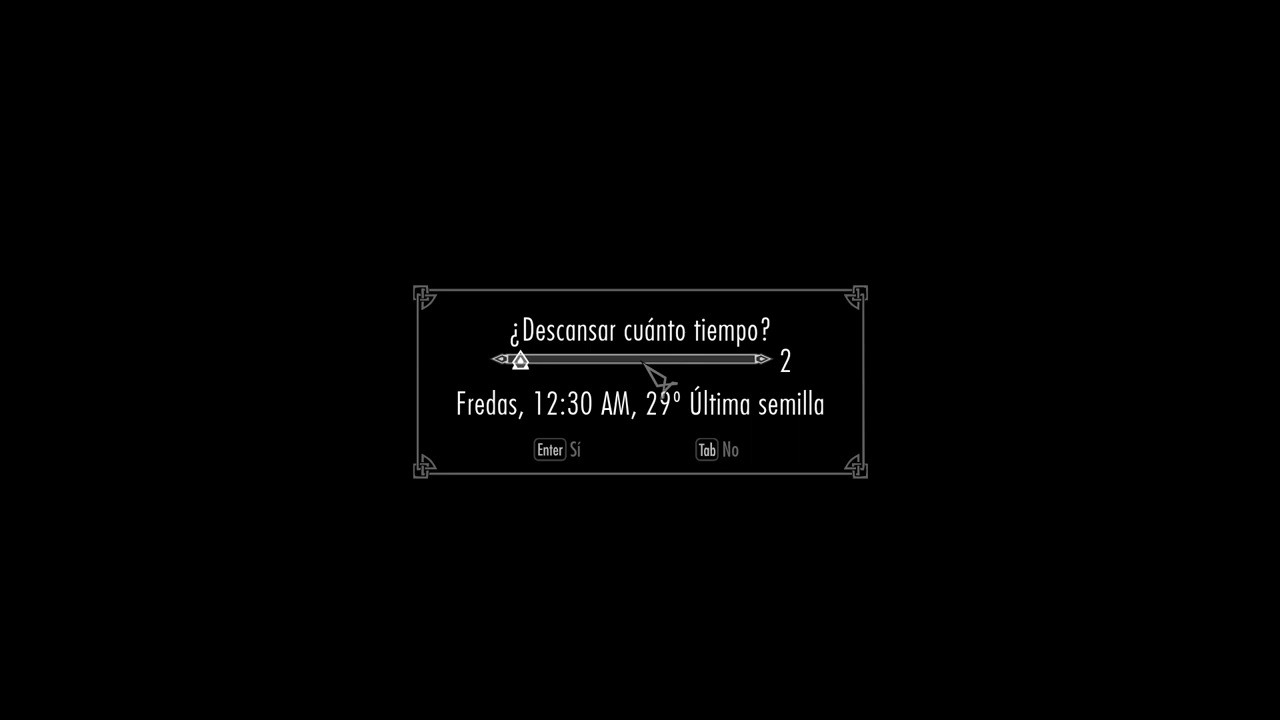 ¿Descansar cuánto tiempo?
2
Fredas, 12:30 AM, 29º Última semilla
Enter Sí
Tab No